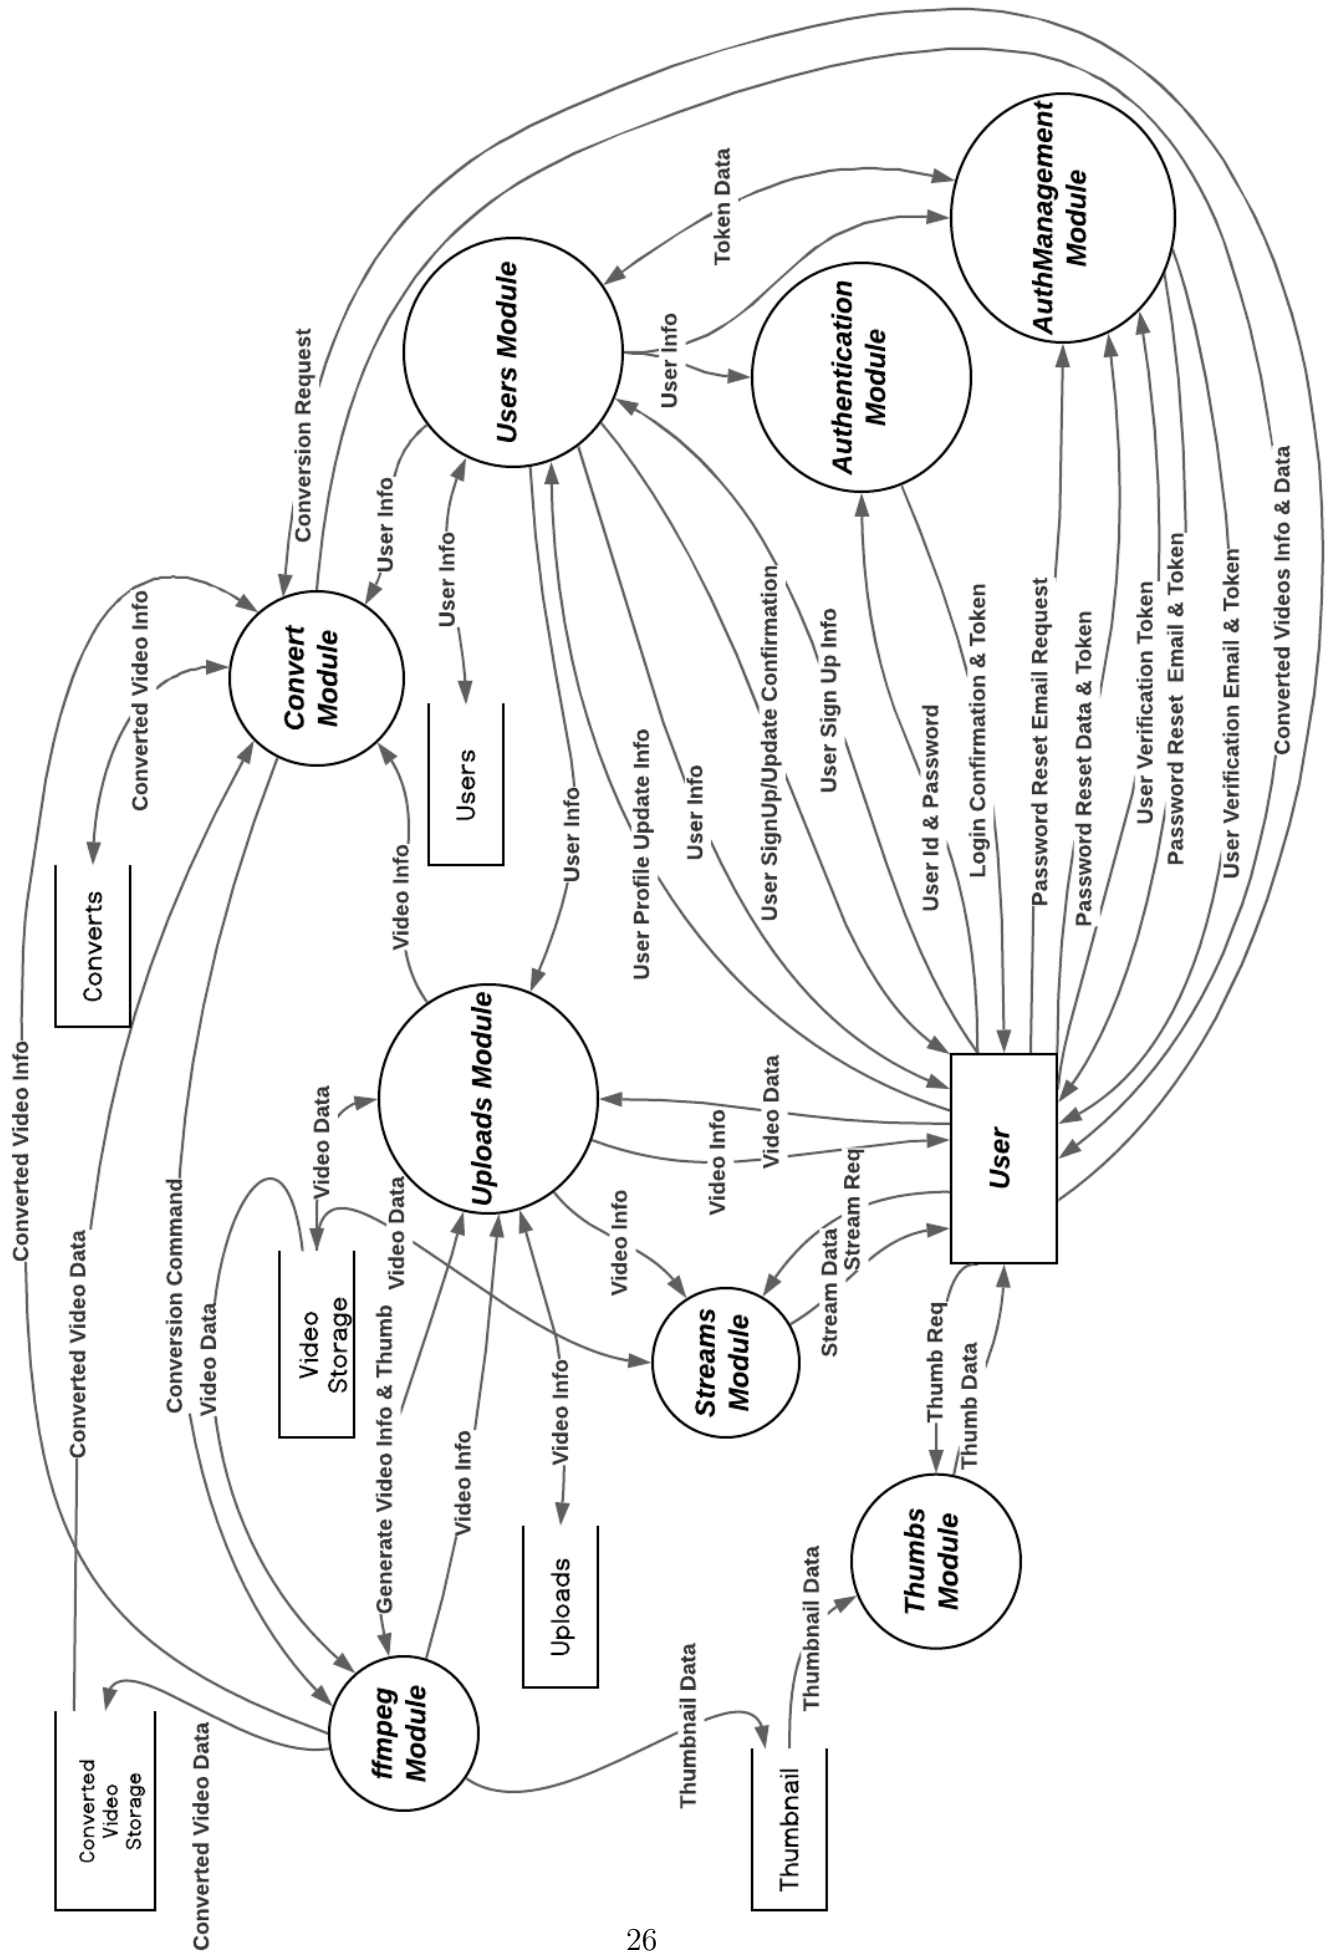 Converted
Video
Storage
Converted Video Data
Converted Video Data
Converted Video Info
Converts
Converted Video Info
Conversion Command
Video Data
Video
Storage
Video Data
Video Data
Convert
Module
Conversion Request
User Info
User Info
Users
Video Info
ffmpeg
Module
Generate Video Info & Thumb
Video Info
Uploads Module
Users Module
Uploads
Video Info
Video Info
User Info
User Profile Update Info
User Info
User SignUp/Update Confirmation
User Sign Up Info
User Info
Token Data
Thumbnail Data
Thumbnail
Thumbnail Data
Streams
Module
Video Info
Video Data
Stream Data
Stream Req
Authentication
Module
User Id & Password
Login Confirmation & Token
Thumbs
Module
Thumb Req
Thumb Data
User
AuthManagement
Module
Password Reset Email Request
Password Reset Data & Token
User Verification Token
Password Reset Email & Token
User Verification Email & Token
Converted Videos Info & Data
26